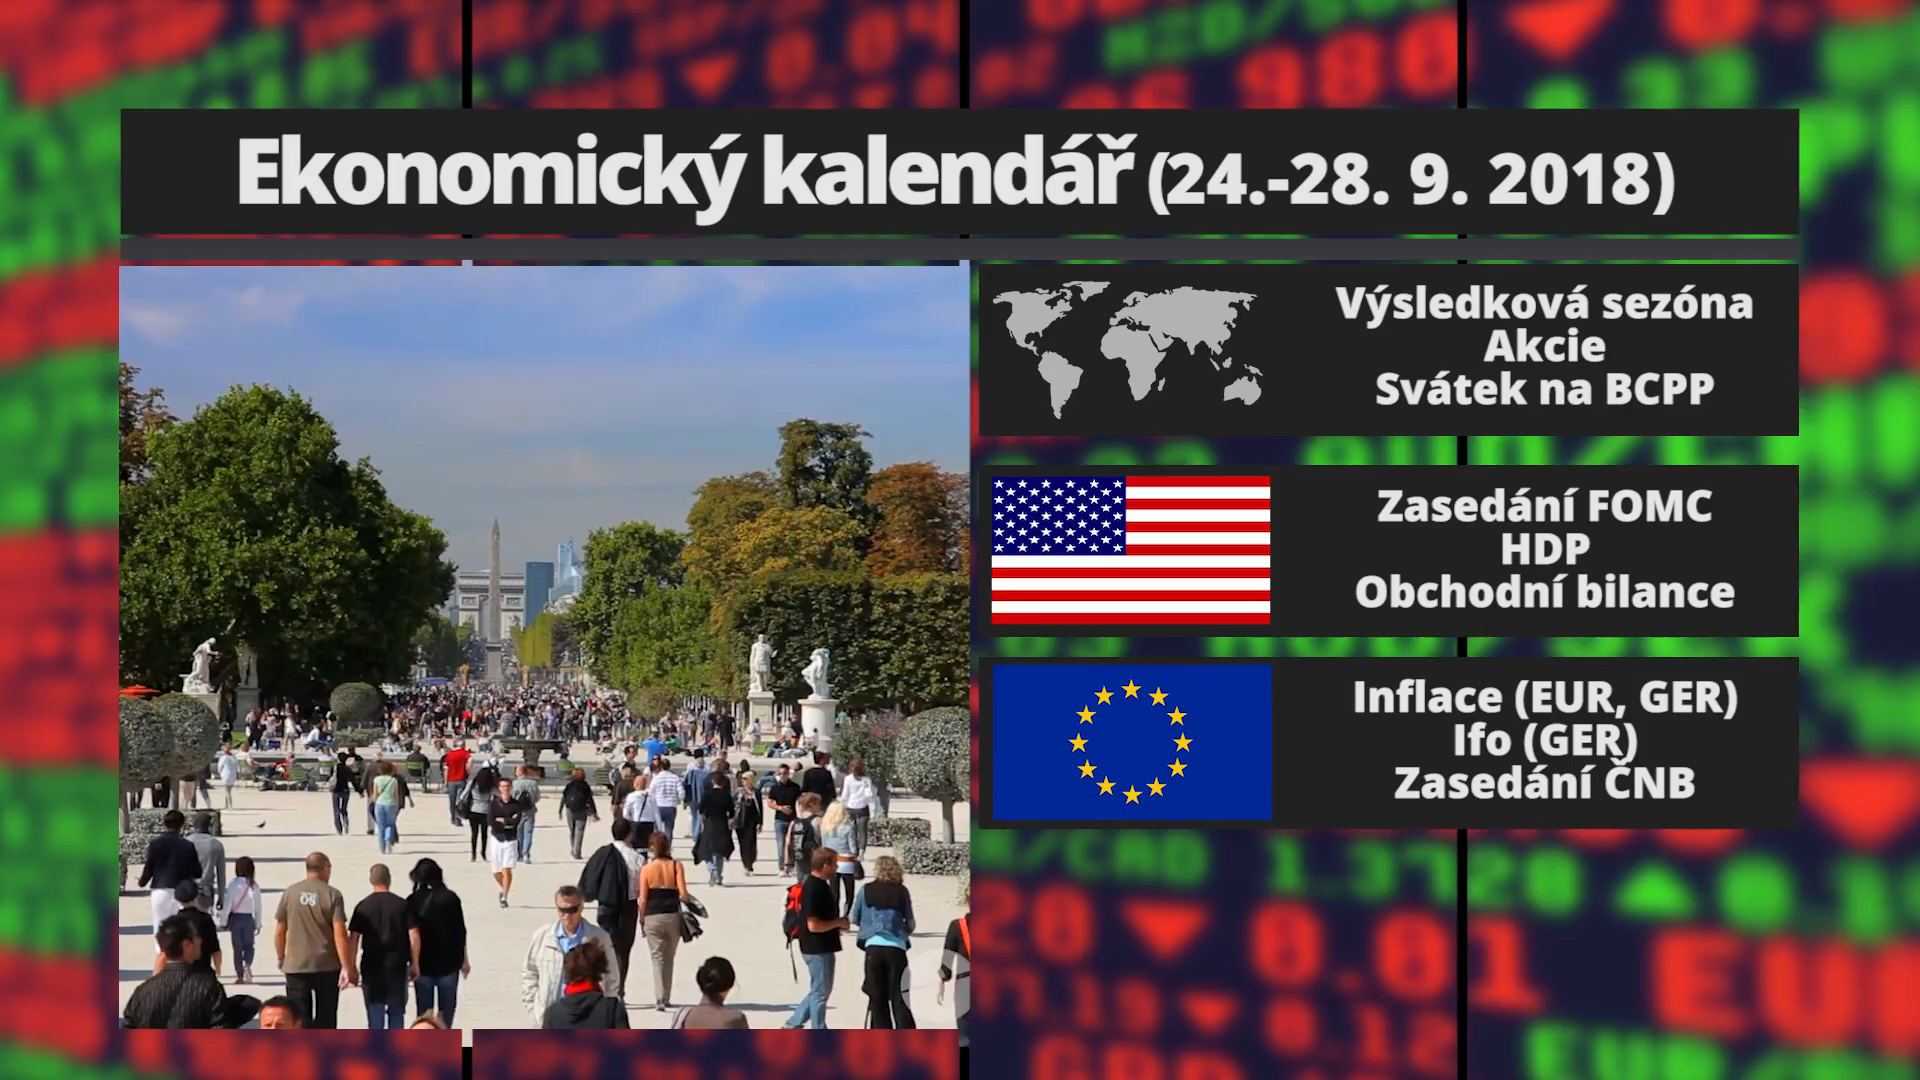 Ekonomický kalendář (24.-28. 9. 2018)
Výsledková sezóna
Akcie
Svátek na BCPP
Zasedání FOMC
HDP
Obchodní bilance
Inflace (EUR, GER)
Ifo (GER)
Zasedání ČNB